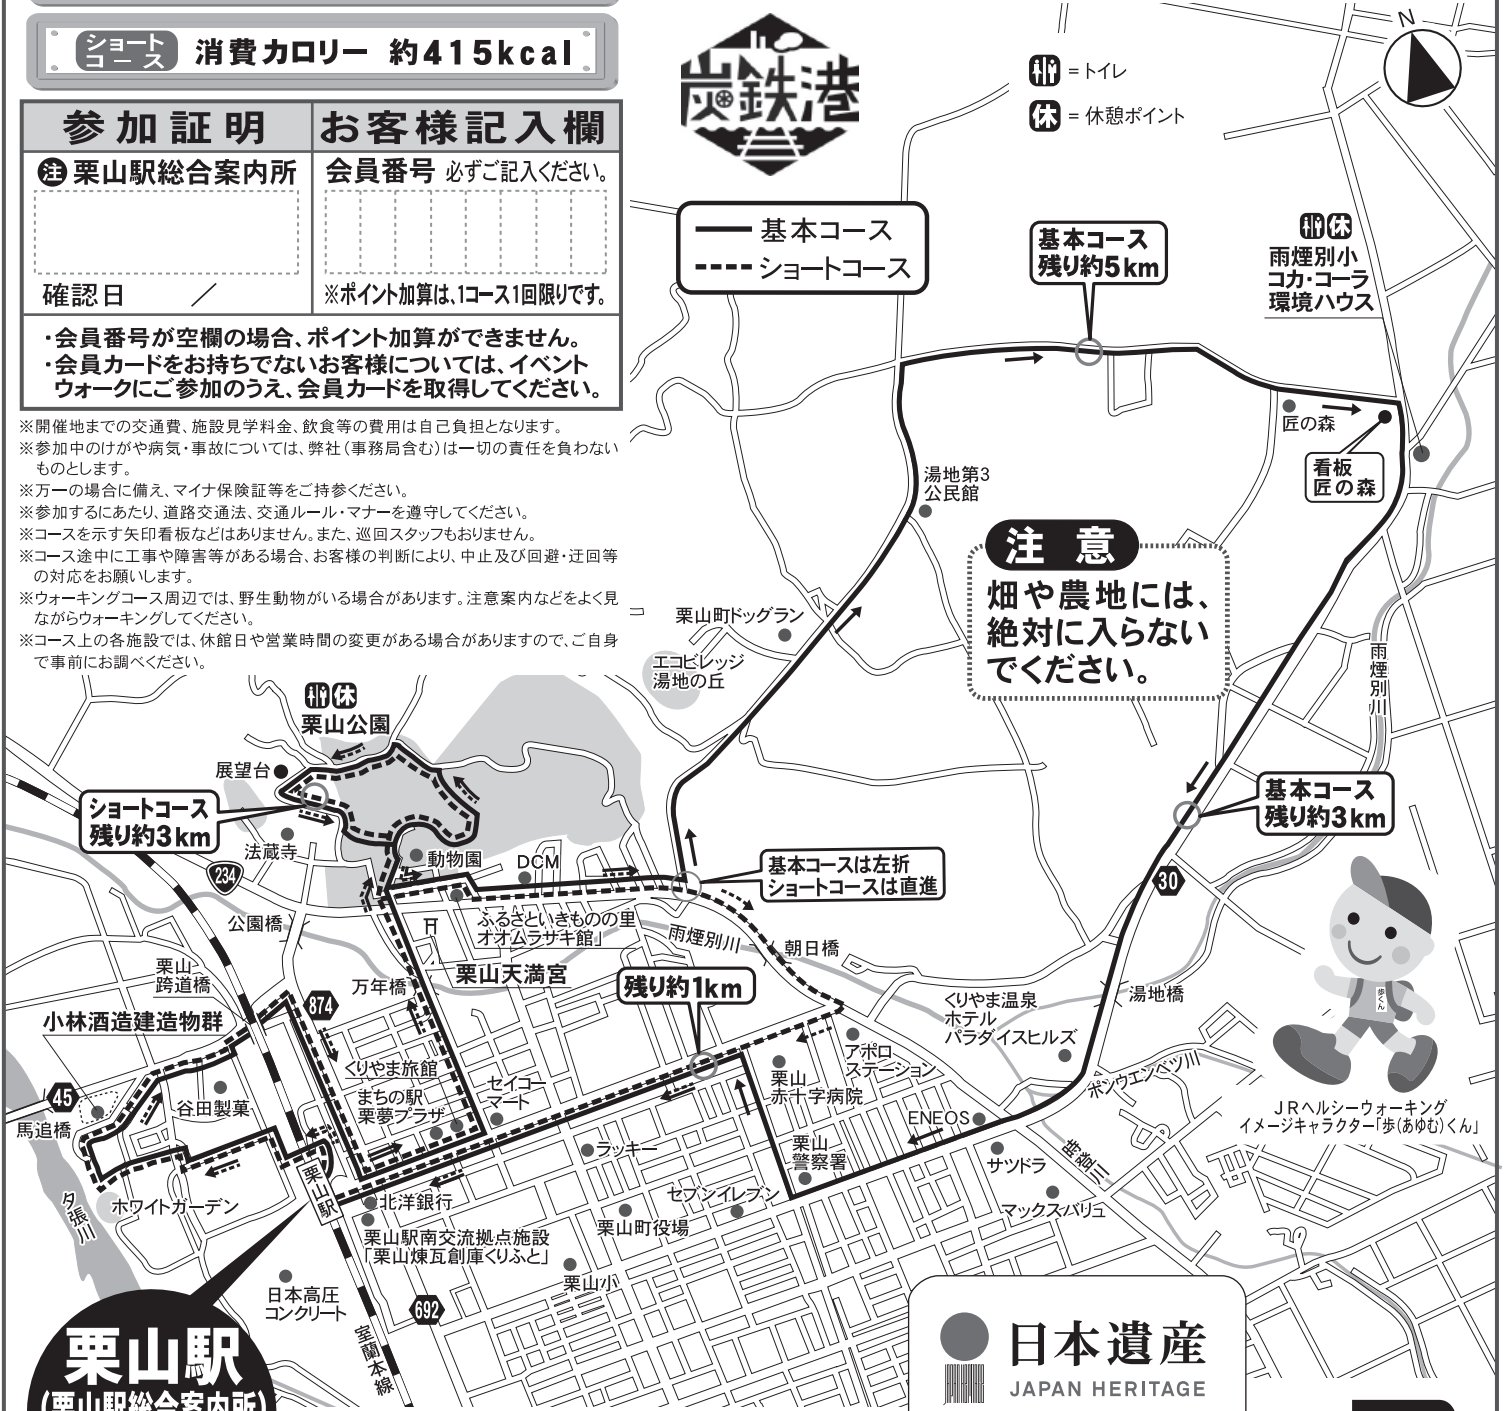 ショート
コース
消費カロリー 約415kcal
参加証明
お客様記入欄
注 栗山駅総合案内所
会員番号 必ずご記入ください。
確認日 ／
※ポイント加算は、1コース1回限りです。
・会員番号が空欄の場合、ポイント加算ができません。
・会員カードをお持ちでないお客様については、イベント
ウォークにご参加のうえ、会員カードを取得してください。
※開催地までの交通費、施設見学料金、飲食等の費用は自己負担となります。
※参加中のけがや病気・事故については、弊社（事務局含む）は一切の責任を負わない
ものとします。
※万一の場合に備え、マイナ保険証等をご持参ください。
※参加するにあたり、道路交通法、交通ルール・マナーを遵守してください。
※コースを示す矢印看板などはありません。また、巡回スタッフもおりません。
※コース途中に工事や障害等がある場合、お客様の判断により、中止及び回避・迂回等
の対応をお願いします。
※ウォーキングコース周辺では、野生動物がいる場合があります。注意案内などをよく見
ながらウォーキングしてください。
※コース上の各施設では、休館日や営業時間の変更がある場合がありますので、ご自身
で事前にお調べください。
炭鉄港
=トイレ
休 =休憩ポイント
N
基本コース
ショートコース
基本コース
残り約5km
休
雨煙別小
コカ・コーラ
環境ハウス
匠の森
看板
匠の森
湯地第3
公民館
注意
畑や農地には、
絶対に入らない
でください。
栗山町ドッグラン
エコビレッジ
湯地の丘
雨煙別川
休
栗山公園
展望台
ショートコース
残り約3km
法蔵寺
動物園
DCM
基本コースは左折
ショートコースは直進
基本コース
残り約3km
30
234
公園橋
ふるさといきものの里
オオムラサキ館」
雨煙別川
朝日橋
栗山
跨道橋
874
万年橋
栗山天満宮
残り約1km
くりやま温泉
ホテル
パラダイスヒルズ
湯地橋
歩くん
小林酒造建造物群
くりやま旅館
まちの駅
栗夢プラザ
セイコー
マート
アポロ
ステーション
栗山
赤十字病院
ポンウエンベツ川
45
馬追橋
谷田製菓
ENEOS
JRヘルシーウォーキング
イメージキャラクター「歩（あゆむ）くん」
ラッキー
栗山
警察署
サツドラ
時登川
夕張川
ホワイトガーデン
栗山駅
北洋銀行
セブンイレブン
マックスバリュ
栗山町役場
栗山駅南交流拠点施設
「栗山煉瓦創庫くりふと」
栗山小
日本高圧
コンクリート
692
室蘭本線
栗山駅
(栗山駅総合案内所)
日本遺産
JAPAN HERITAGE